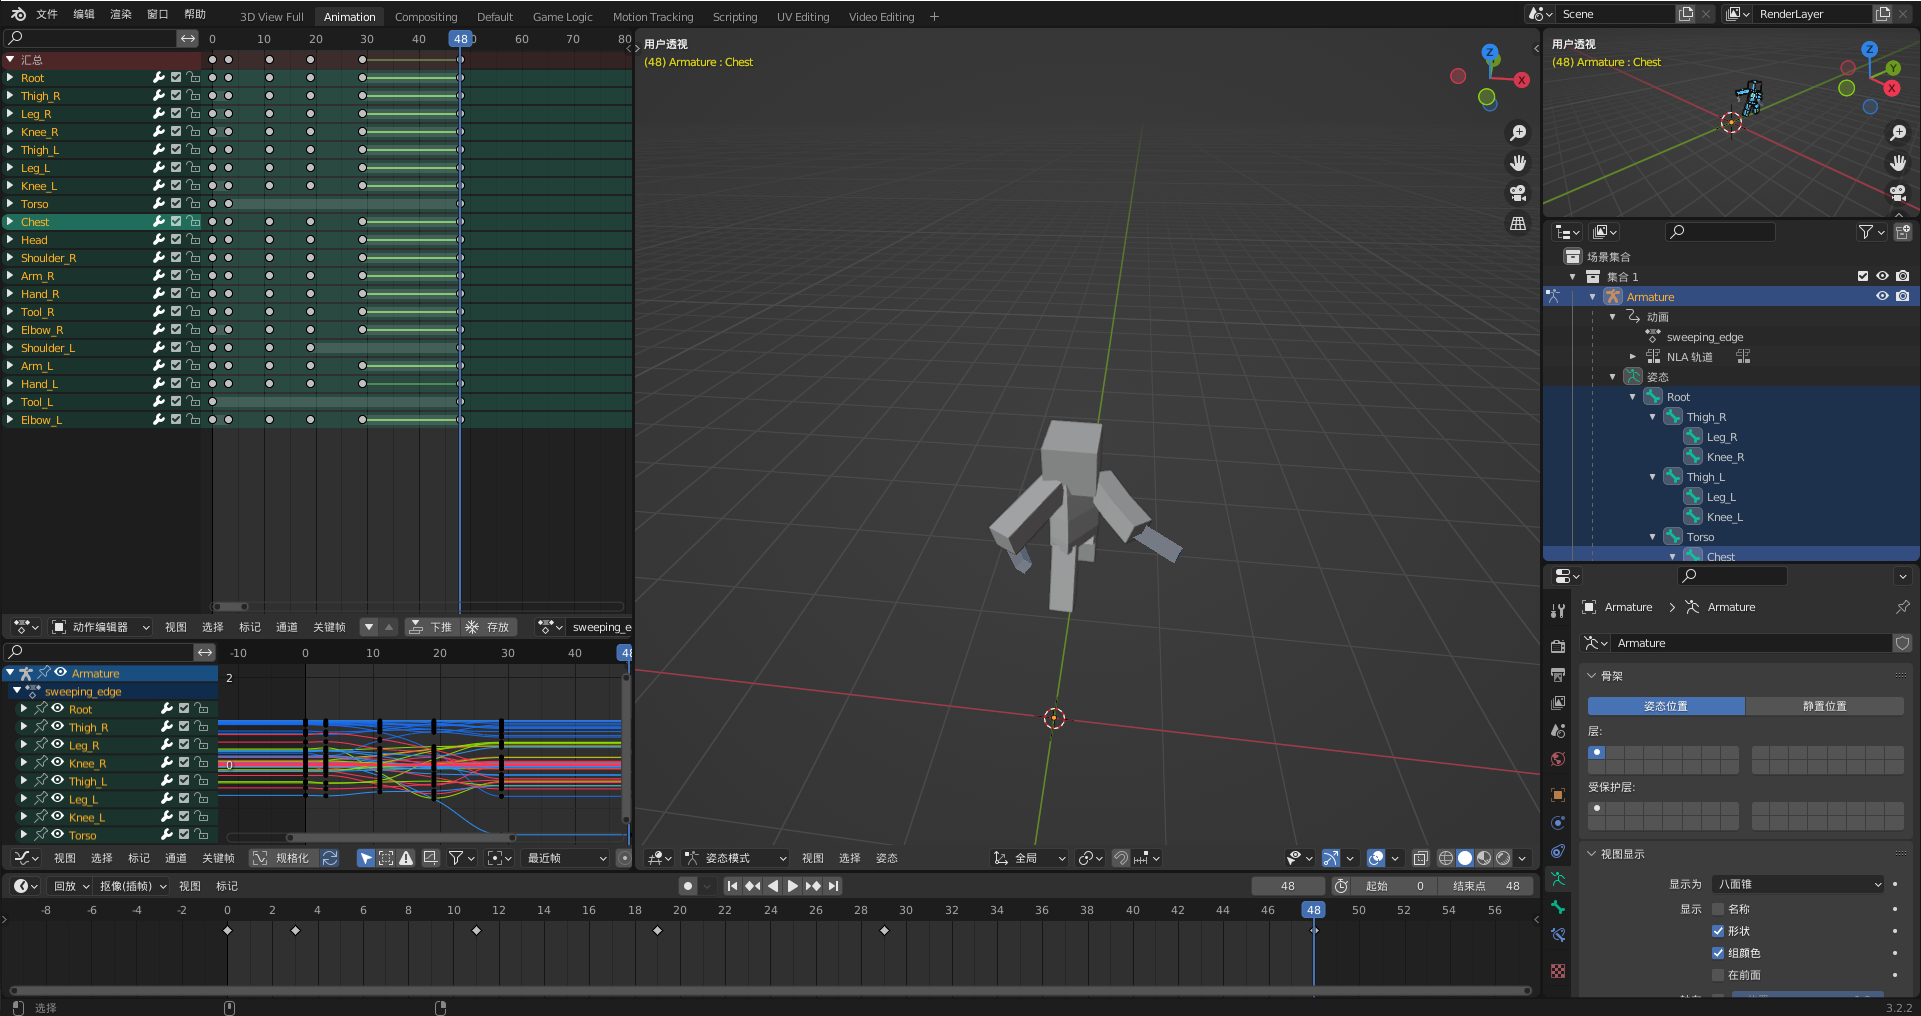 文件 编辑 渲染 窗口 帮助 3D View Full Animation Compositing Default Game Logic Motion Tracking Scripting UV Editing Video Editing + Scene RenderLayer
0 10 20 30 40 48 60 70 80
汇总
Root
Thigh_R
Leg_R
Knee_R
Thigh_L
Leg_L
Knee_L
Torso
Chest
Head
Shoulder_R
Arm_R
Hand_R
Tool_R
Elbow_R
Shoulder_L
Arm_L
Hand_L
Tool_L
Elbow_L
动作编辑器 视图 选择 标记 通道 关键帧 下推 存放 sweeping_e
-10 0 10 20 30 40 48
Armature
sweeping_edge
Root
Thigh_R
Leg_R
Knee_R
Thigh_L
Leg_L
Knee_L
Torso
2
0
视图 选择 标记 通道 关键帧 规格化 最近帧
用户透视
(48) Armature : Chest
Z
X
姿态模式 视图 选择 姿态 全局
用户透视
(48) Armature : Chest
Z
Y
X
场景集合
集合 1
Armature
动画
sweeping_edge
NLA 轨道
姿态
Root
Thigh_R
Leg_R
Knee_R
Thigh_L
Leg_L
Knee_L
Torso
Chest
Armature > Armature
Armature
骨架
姿态位置 静置位置
层:
受保护层:
视图显示
显示为 八面锥
显示 名称
形状
组颜色
在前面
回放 抠像(插帧) 视图 标记 48 起始 0 结束点 48
-8 -6 -4 -2 0 2 4 6 8 10 12 14 16 18 20 22 24 26 28 30 32 34 36 38 40 42 44 46 48 50 52 54 56
选择
3.2.2